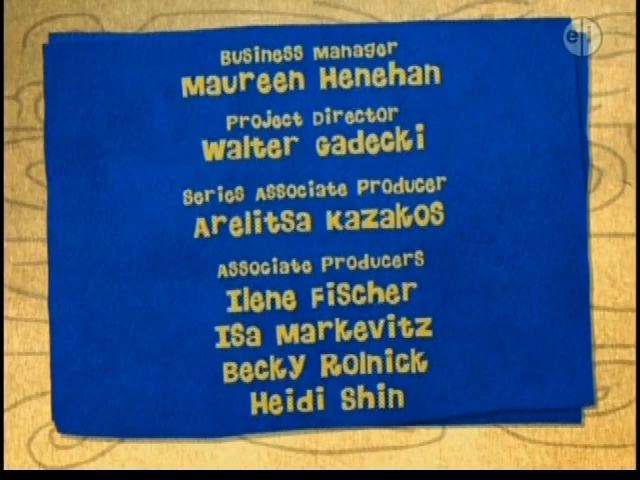 e/i
Business Manager
Maureen Henehan
Project Director
Walter Gadecki
Series Associate Producer
Arelitsa Kazakos
Associate Producers
Ilene Fischer
Isa Markevitz
Becky Rolnick
Heidi Shin